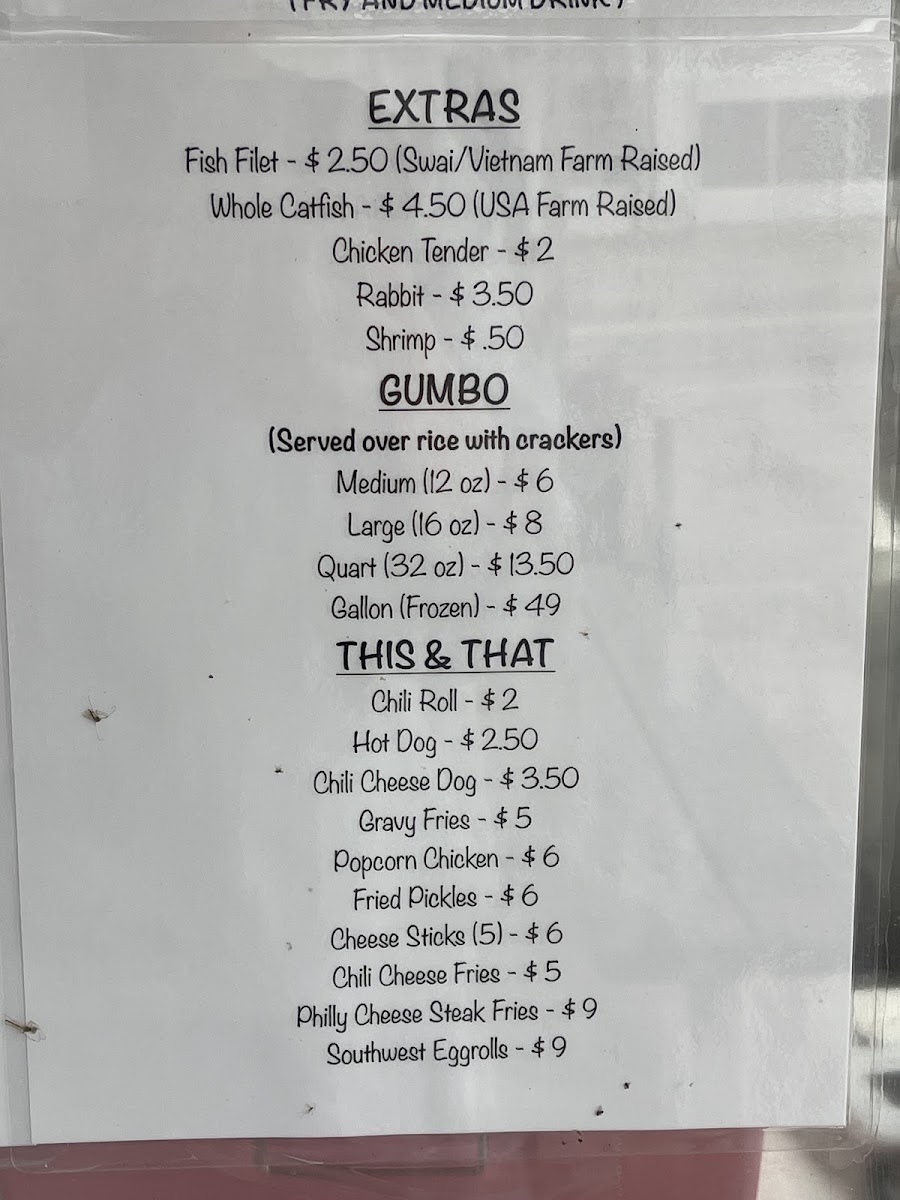 (FRY AND MEDIUM DRINK)
EXTRAS
Fish Filet - $ 2.50 (Swai/Vietnam Farm Raised)
Whole Catfish - $ 4.50 (USA Farm Raised)
Chicken Tender - $ 2
Rabbit - $ 3.50
Shrimp - $ .50
GUMBO
(Served over rice with crackers)
Medium (12 oz) - $ 6
Large (16 oz) - $ 8
Quart (32 oz) - $ 13.50
Gallon (Frozen) - $ 49
THIS & THAT
Chili Roll - $ 2
Hot Dog - $ 2.50
Chili Cheese Dog - $ 3.50
Gravy Fries - $ 5
Popcorn Chicken - $ 6
Fried Pickles - $ 6
Cheese Sticks (5) - $ 6
Chili Cheese Fries - $ 5
Philly Cheese Steak Fries - $ 9
Southwest Eggrolls - $ 9